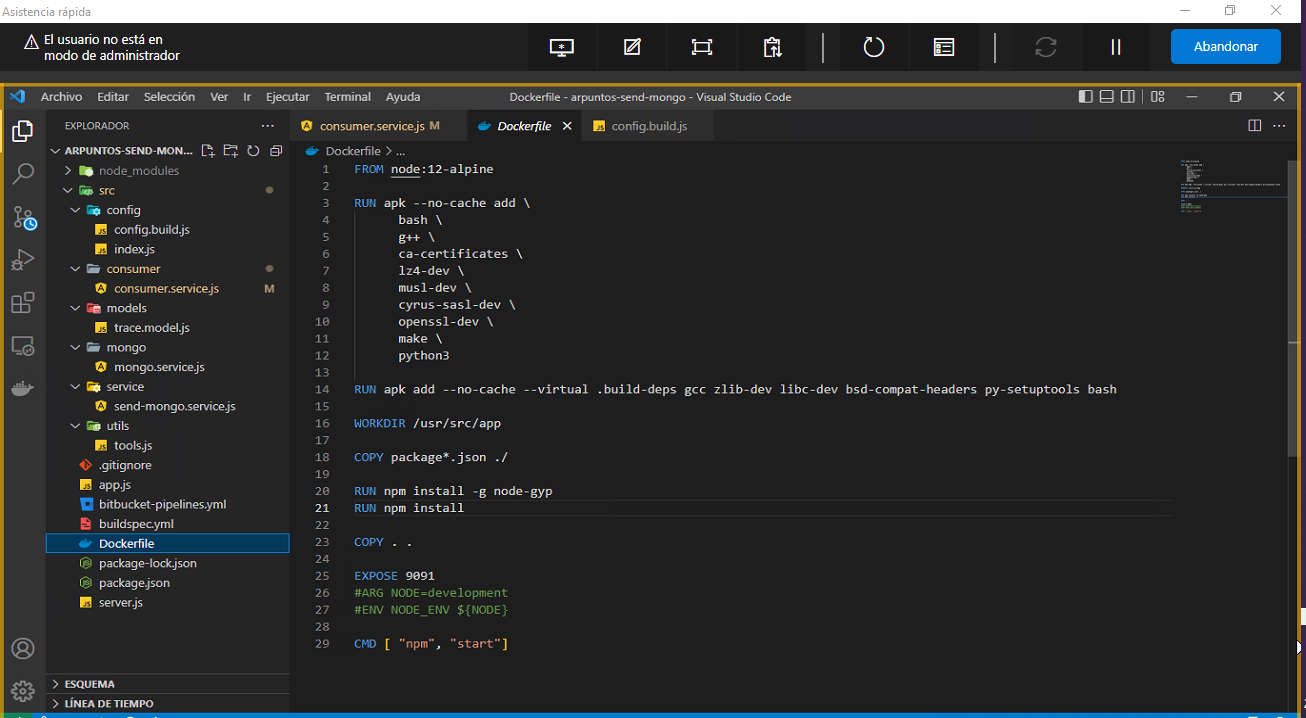 Asistencia rápida
El usuario no está en
modo de administrador
Abandonar
Archivo Editar Selección Ver Ir Ejecutar Terminal Ayuda
Dockerfile - arpuntos-send-mongo - Visual Studio Code
EXPLORADOR
ARPUNTOS-SEND-MON...
node_modules
src
config
config.build.js
index.js
consumer
consumer.service.js M
models
trace.model.js
mongo
mongo.service.js
service
send-mongo.service.js
utils
tools.js
.gitignore
app.js
bitbucket-pipelines.yml
buildspec.yml
Dockerfile
package-lock.json
package.json
server.js
ESQUEMA
LÍNEA DE TIEMPO
consumer.service.js M Dockerfile config.build.js
Dockerfile > ...
1 FROM node:12-alpine
2
3 RUN apk --no-cache add \
4 bash \
5 g++ \
6 ca-certificates \
7 lz4-dev \
8 musl-dev \
9 cyrus-sasl-dev \
10 openssl-dev \
11 make \
12 python3
13
14 RUN apk add --no-cache --virtual .build-deps gcc zlib-dev libc-dev bsd-compat-headers py-setuptools bash
15
16 WORKDIR /usr/src/app
17
18 COPY package*.json ./
19
20 RUN npm install -g node-gyp
21 RUN npm install
22
23 COPY . .
24
25 EXPOSE 9091
26 #ARG NODE=development
27 #ENV NODE_ENV ${NODE}
28
29 CMD [ "npm", "start"]